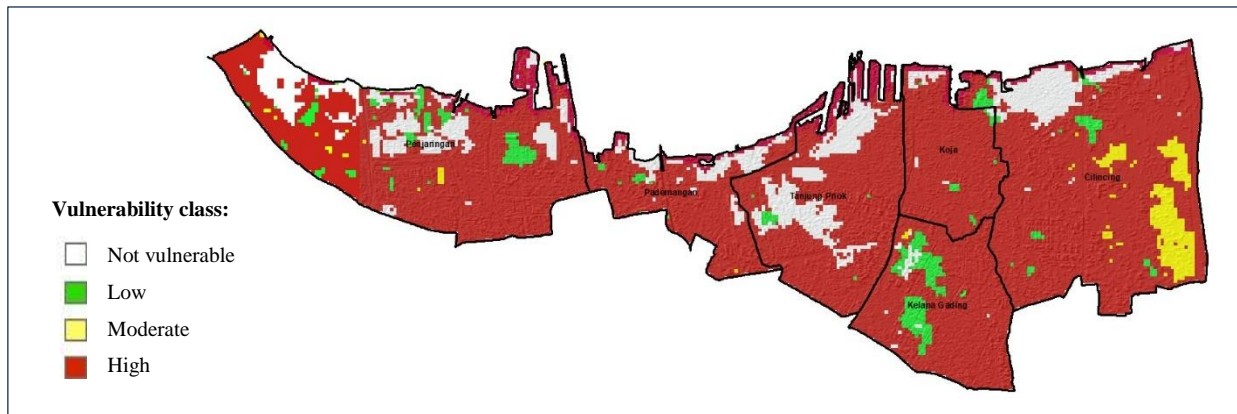 Penjaringan
Koja
Cilincing
Pademangan
Tanjung Priok
Kelapa Gading
Vulnerability class:
Not vulnerable
Low
Moderate
High